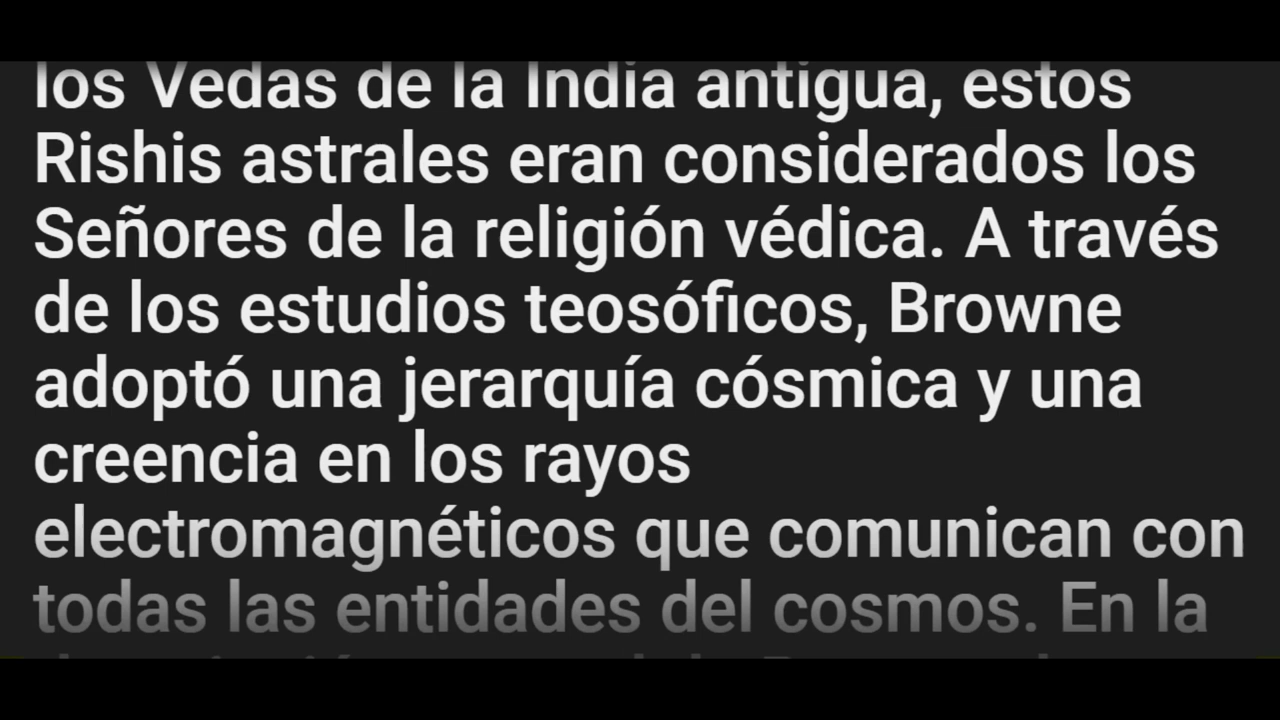 los Vedas de la India antigua, estos
Rishis astrales eran considerados los
Señores de la religión védica. A través
de los estudios teosóficos, Browne
adoptó una jerarquía cósmica y una
creencia en los rayos
electromagnéticos que comunican con
todas las entidades del cosmos. En la